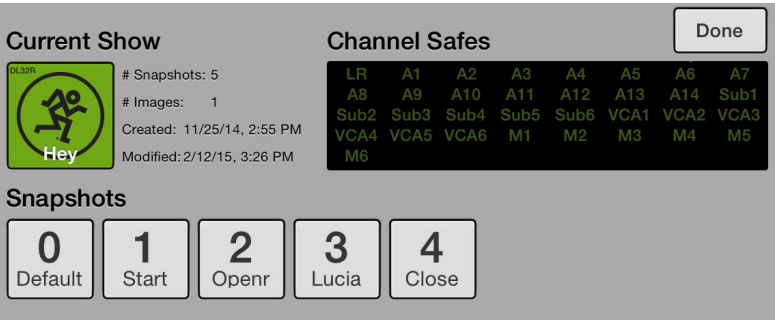 Current Show
DL32R
Hey
# Snapshots: 5
# Images: 1
Created: 11/25/14, 2:55 PM
Modified: 2/12/15, 3:26 PM
Channel Safes
Done
LR A1 A2 A3 A4 A5 A6 A7
A8 A9 A10 A11 A12 A13 A14 Sub1
Sub2 Sub3 Sub4 Sub5 Sub6 VCA1 VCA2 VCA3
VCA4 VCA5 VCA6 M1 M2 M3 M4 M5
M6
Snapshots
0 1 2 3 4
Default Start Openr Lucia Close